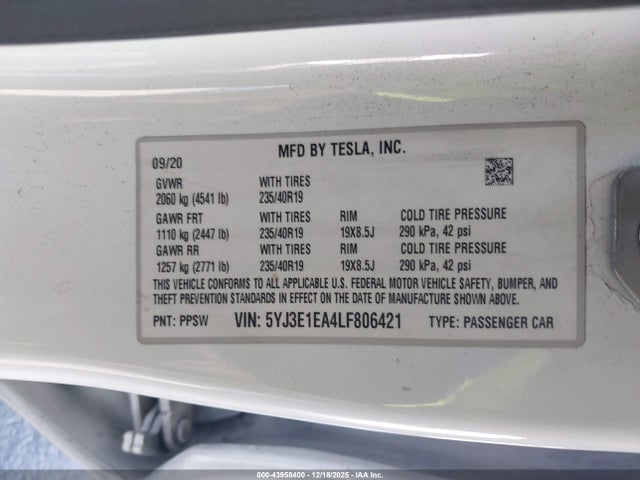 MFD BY TESLA, INC.
09/20
GVWR WITH TIRES
2060 kg (4541 lb) 235/40R19
GAWR FRT WITH TIRES RIM COLD TIRE PRESSURE
1110 kg (2447 lb) 235/40R19 19X8.5J 290 kPa, 42 psi
GAWR RR WITH TIRES RIM COLD TIRE PRESSURE
1257 kg (2771 lb) 235/40R19 19X8.5J 290 kPa, 42 psi
THIS VEHICLE CONFORMS TO ALL APPLICABLE U.S. FEDERAL MOTOR VEHICLE SAFETY, BUMPER, AND
THEFT PREVENTION STANDARDS IN EFFECT ON THE DATE OF MANUFACTURE SHOWN ABOVE.
PNT: PPSW VIN: 5YJ3E1EA4LF806421 TYPE: PASSENGER CAR
000-43958400 - 12/18/2025 - IAA Inc.